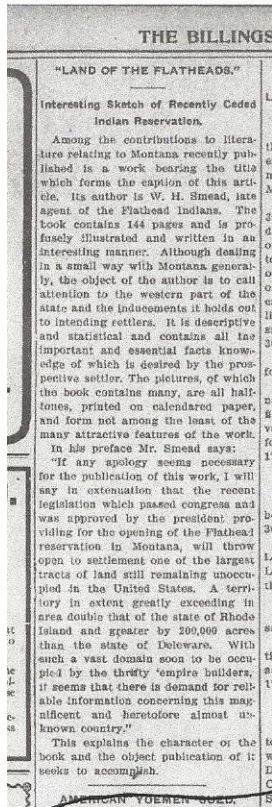 THE BILLINGS
"LAND OF THE FLATHEADS."
Interesting Sketch of Recently Ceded
Indian Reservation.
Among the contributions to litera-
ture relating to Montana recently pub-
lished is a work bearing the title
which forms the caption of this arti-
cle. Its author is W. H. Smead, late
agent of the Flathead Indians. The
book contains 144 pages and is pro-
fusely illustrated and written in an
interesting manner. Although dealing
in a small way with Montana general-
ly, the object of the author is to call
attention to the western part of the
state and the inducements it holds out
to intending settlers. It is descriptive
and statistical and contains all the
important and essential facts knowl-
edge of which is desired by the pros-
pective settler. The pictures, of which
the book contains many, are all half-
tones, printed on calendared paper,
and form not among the least of the
many attractive features of the work.
In his preface Mr. Smead says:
"If any apology seems necessary
for the publication of this work, I will
say in extenuation that the recent
legislation which passed congress and
was approved by the president pro-
viding for the opening of the Flathead
reservation in Montana, will throw
open to settlement one of the largest
tracts of land still remaining unoccu-
pied in the United States. A terri-
tory in extent greatly exceeding in
area double that of the state of Rhode
Island and greater by 200,000 acres
than the state of Deloware. With
such a vast domain soon to be occu-
pied by the thrifty 'empire builders,
it seems that there is demand for reli-
able information concerning this mag-
nificent and heretofore almost un-
known country."
This explains the character of the
book and the object publication of it
seeks to accomplish.
AMERICAN YOEMEN SUED.